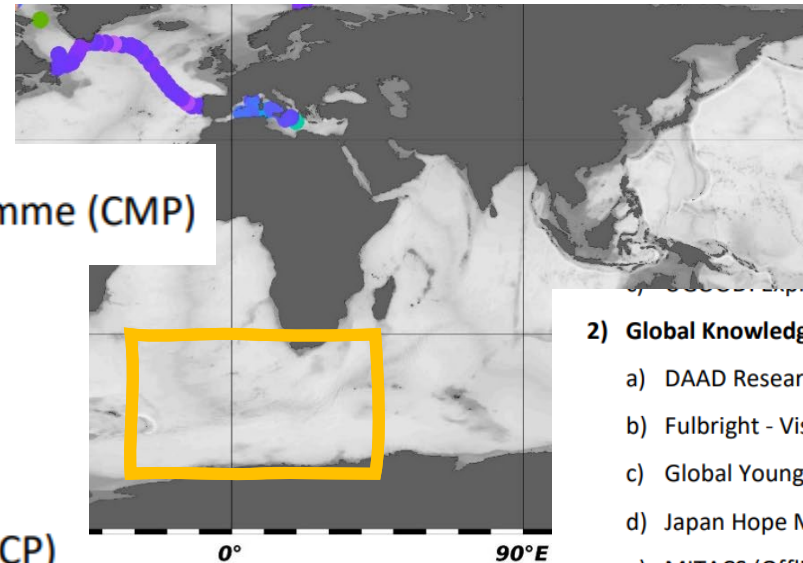 mme (CMP)
2) Global Knowledg
a) DAAD Resear
b) Fulbright - Vis
c) Global Young
d) Japan Hope M
CP)
0°
90°E